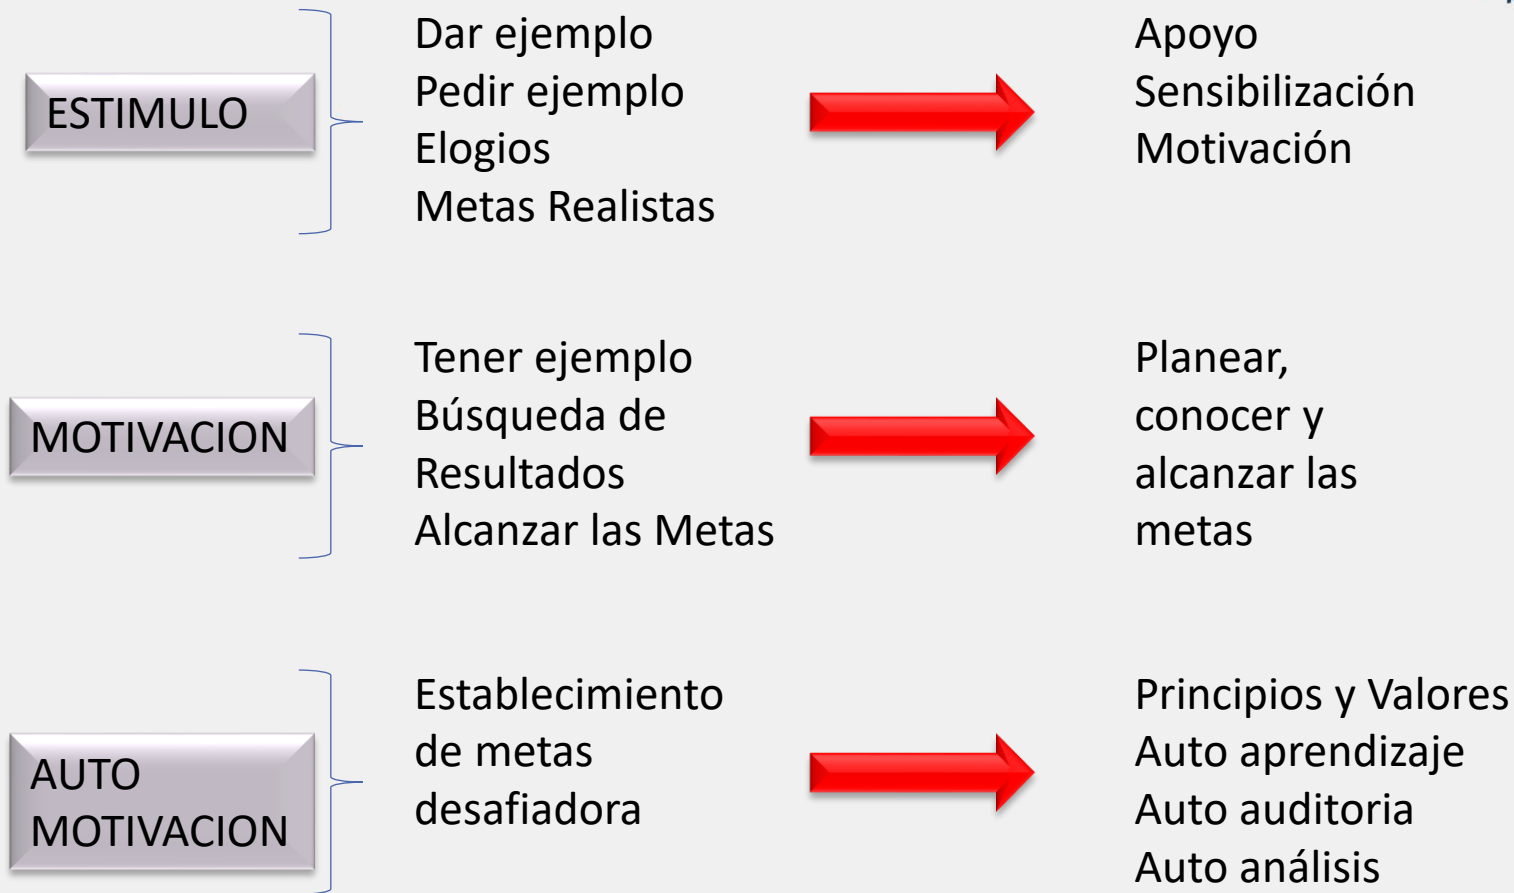 ESTIMULO
Dar ejemplo
Pedir ejemplo
Elogios
Metas Realistas
Apoyo
Sensibilización
Motivación
MOTIVACION
Tener ejemplo
Búsqueda de
Resultados
Alcanzar las Metas
Planear,
conocer y
alcanzar las
metas
AUTO
MOTIVACION
Establecimiento
de metas
desafiadora
Principios y Valores
Auto aprendizaje
Auto auditoria
Auto análisis